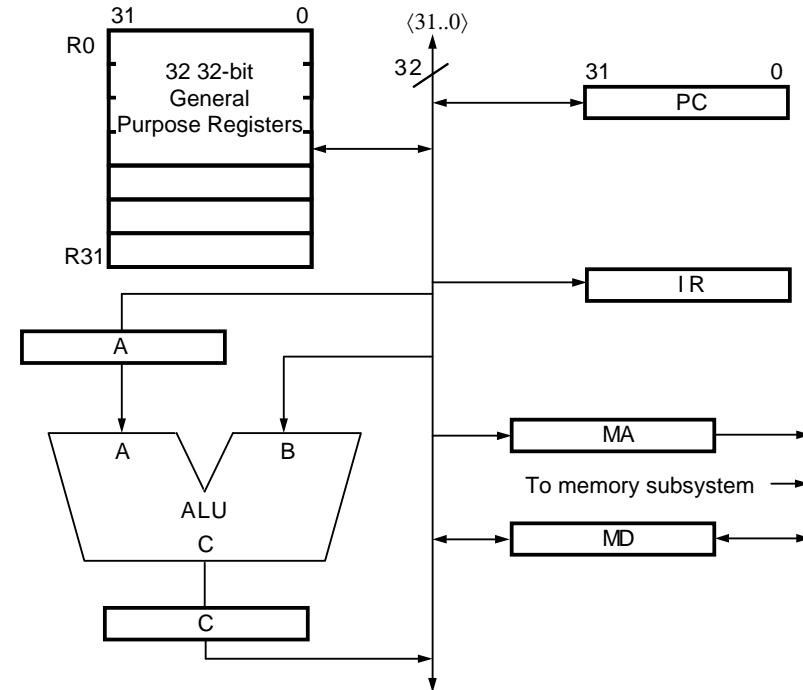 31 0
R0
32 32-bit
General
Purpose Registers
R31
⟨31..0⟩
32
31 0
PC
IR
A
A B
ALU
C
C
MA
To memory subsystem
MD